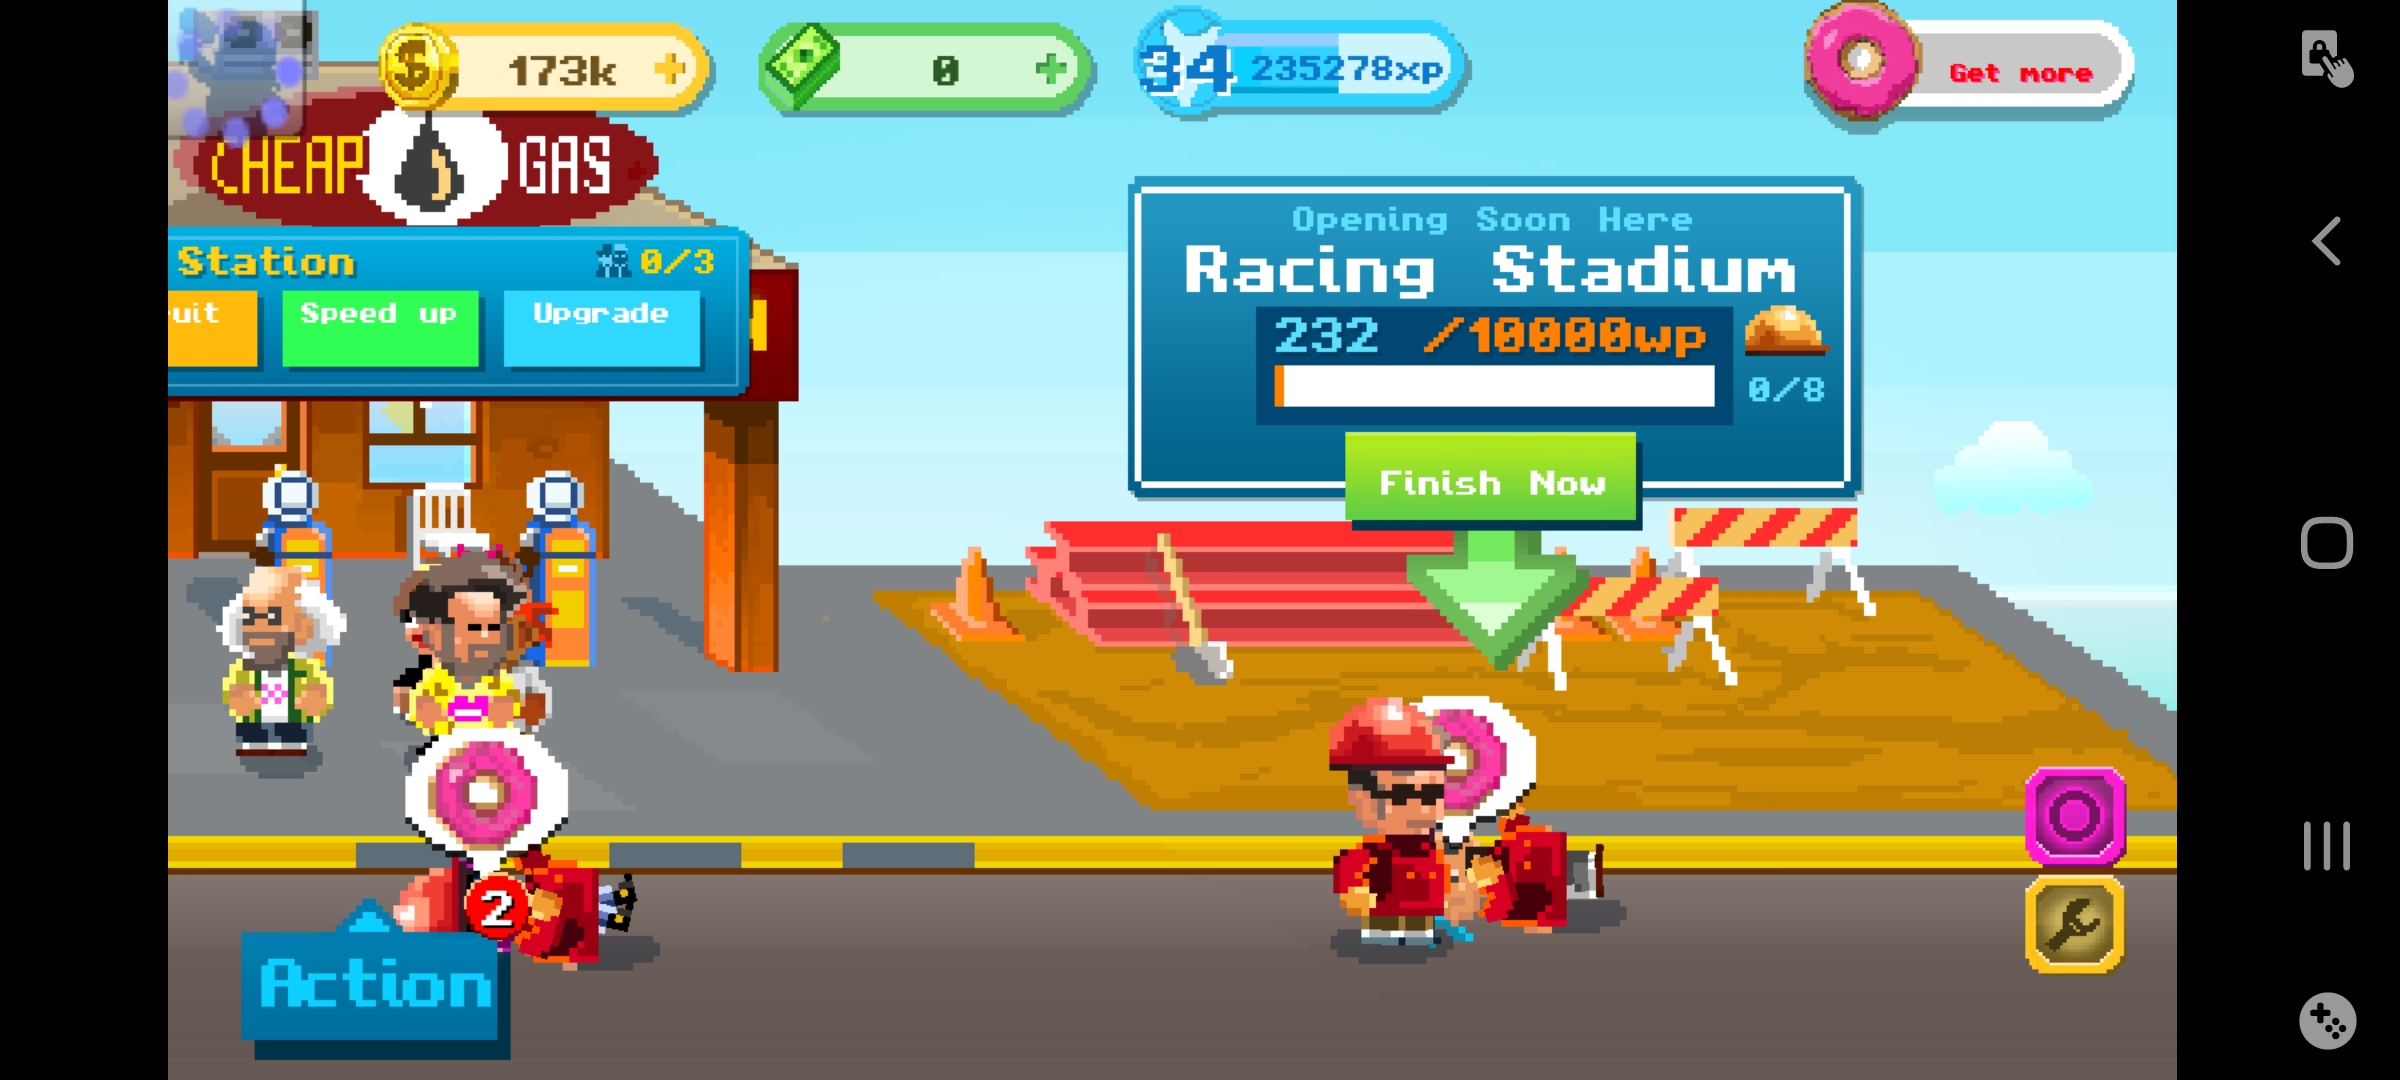 173k +
0 +
34 235278xp
Get more
CHEAP GAS
Station 0/3
uit
Speed up
Upgrade
Opening Soon Here
Racing Stadium
232 /10000wp
0/8
Finish Now
2
Action